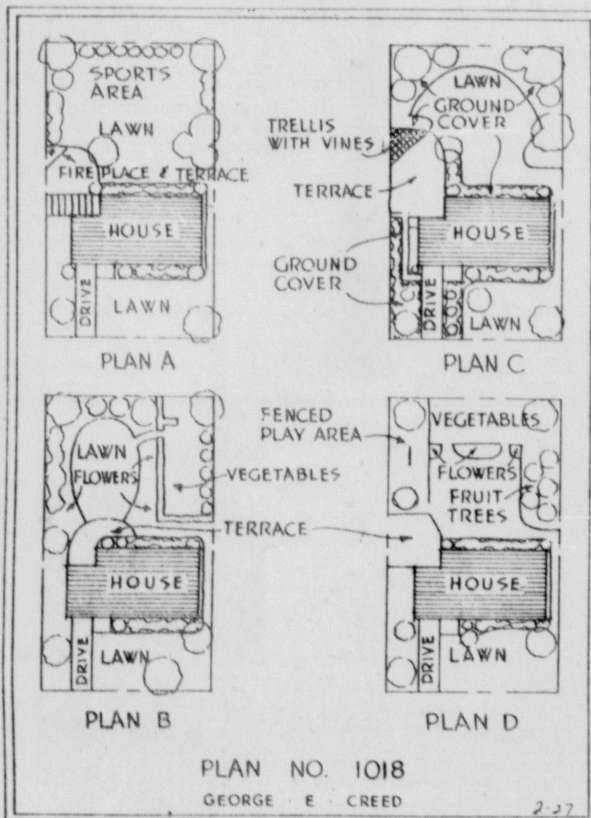 SPORTS
AREA
LAWN
FIRE PLACE & TERRACE
HOUSE
DRIVE
LAWN
PLAN A
LAWN
GROUND
COVER
TRELLIS
WITH VINES
TERRACE
HOUSE
GROUND
COVER
DRIVE
LAWN
PLAN C
LAWN
FLOWERS
VEGETABLES
TERRACE
HOUSE
DRIVE
LAWN
PLAN B
FENCED
PLAY AREA
VEGETABLES
FLOWERS
FRUIT
TREES
HOUSE
DRIVE
LAWN
PLAN D
PLAN NO. 1018
GEORGE E CREED
2-27